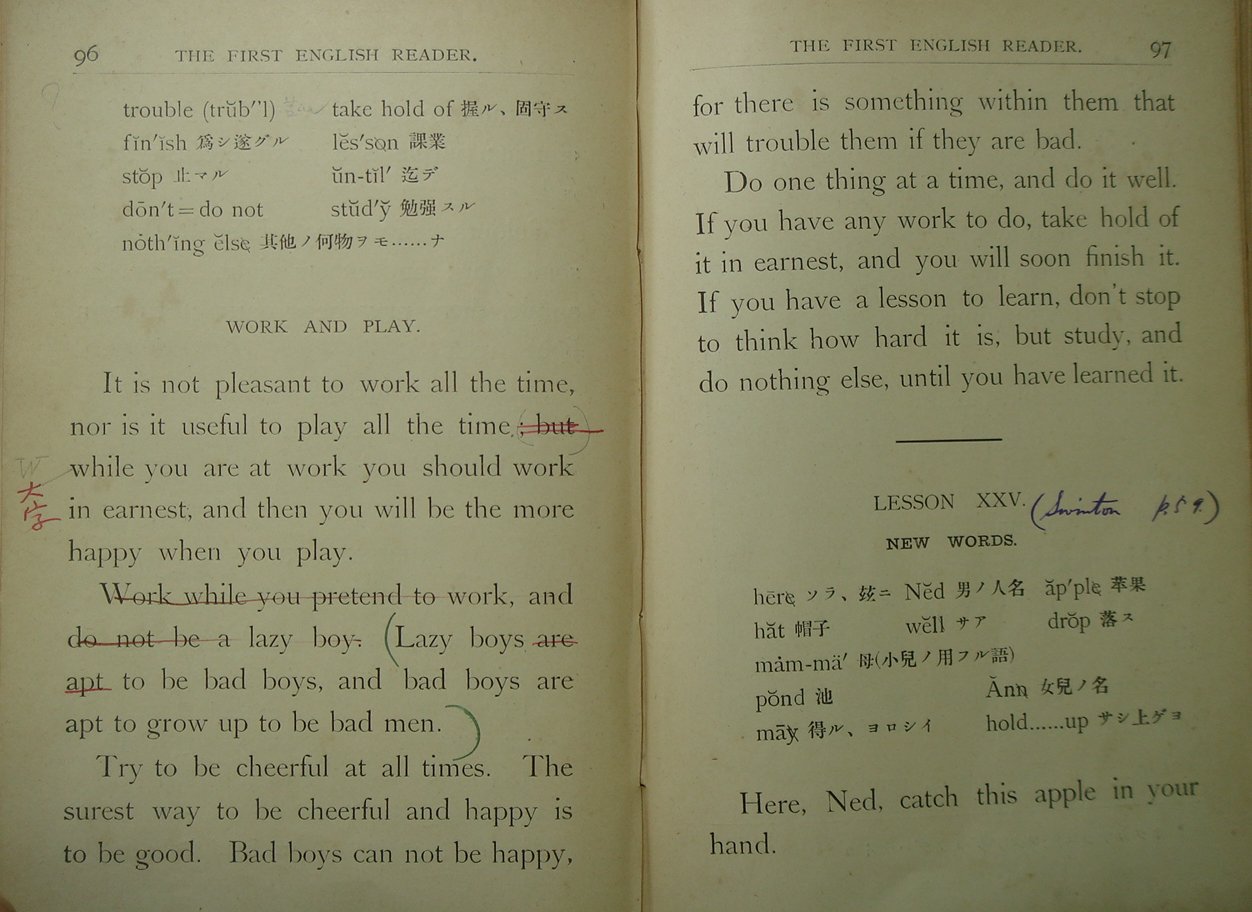 96 THE FIRST ENGLISH READER.
trouble (trŭb''l) take hold of 握ル、固守ス
fĭn'ĭsh 爲シ遂グル lĕs'son 課業
stŏp 止マル ŭn-tĭl' 迄デ
dōn't = do not stŭd'y̆ 勉强スル
nȯth'ĭng ĕlse 其他ノ何物ヲモ……ナ
WORK AND PLAY.
It is not pleasant to work all the time,
nor is it useful to play all the time. ; but
W while you are at work you should work
大字 in earnest, and then you will be the more
happy when you play.
Work while you pretend to work, and
do not be a lazy boy. (Lazy boys are
apt to be bad boys, and bad boys are
apt to grow up to be bad men.)
Try to be cheerful at all times. The
surest way to be cheerful and happy is
to be good. Bad boys can not be happy,
THE FIRST ENGLISH READER. 97
for there is something within them that
will trouble them if they are bad.
Do one thing at a time, and do it well.
If you have any work to do, take hold of
it in earnest, and you will soon finish it.
If you have a lesson to learn, don't stop
to think how hard it is, but study, and
do nothing else, until you have learned it.
LESSON XXV. (Swinton p. 59.)
NEW WORDS.
hēre ソラ、玆ニ Nĕd 男ノ人名 ăp'ple 苹果
hăt 帽子 wĕll サア drŏp 落ス
mȧm-mä' 母(小兒ノ用フル語)
pŏnd 池 Ănn 女兒ノ名
māy 得ル、ヨロシイ hold……up サシ上ゲヨ
Here, Ned, catch this apple in your
hand.